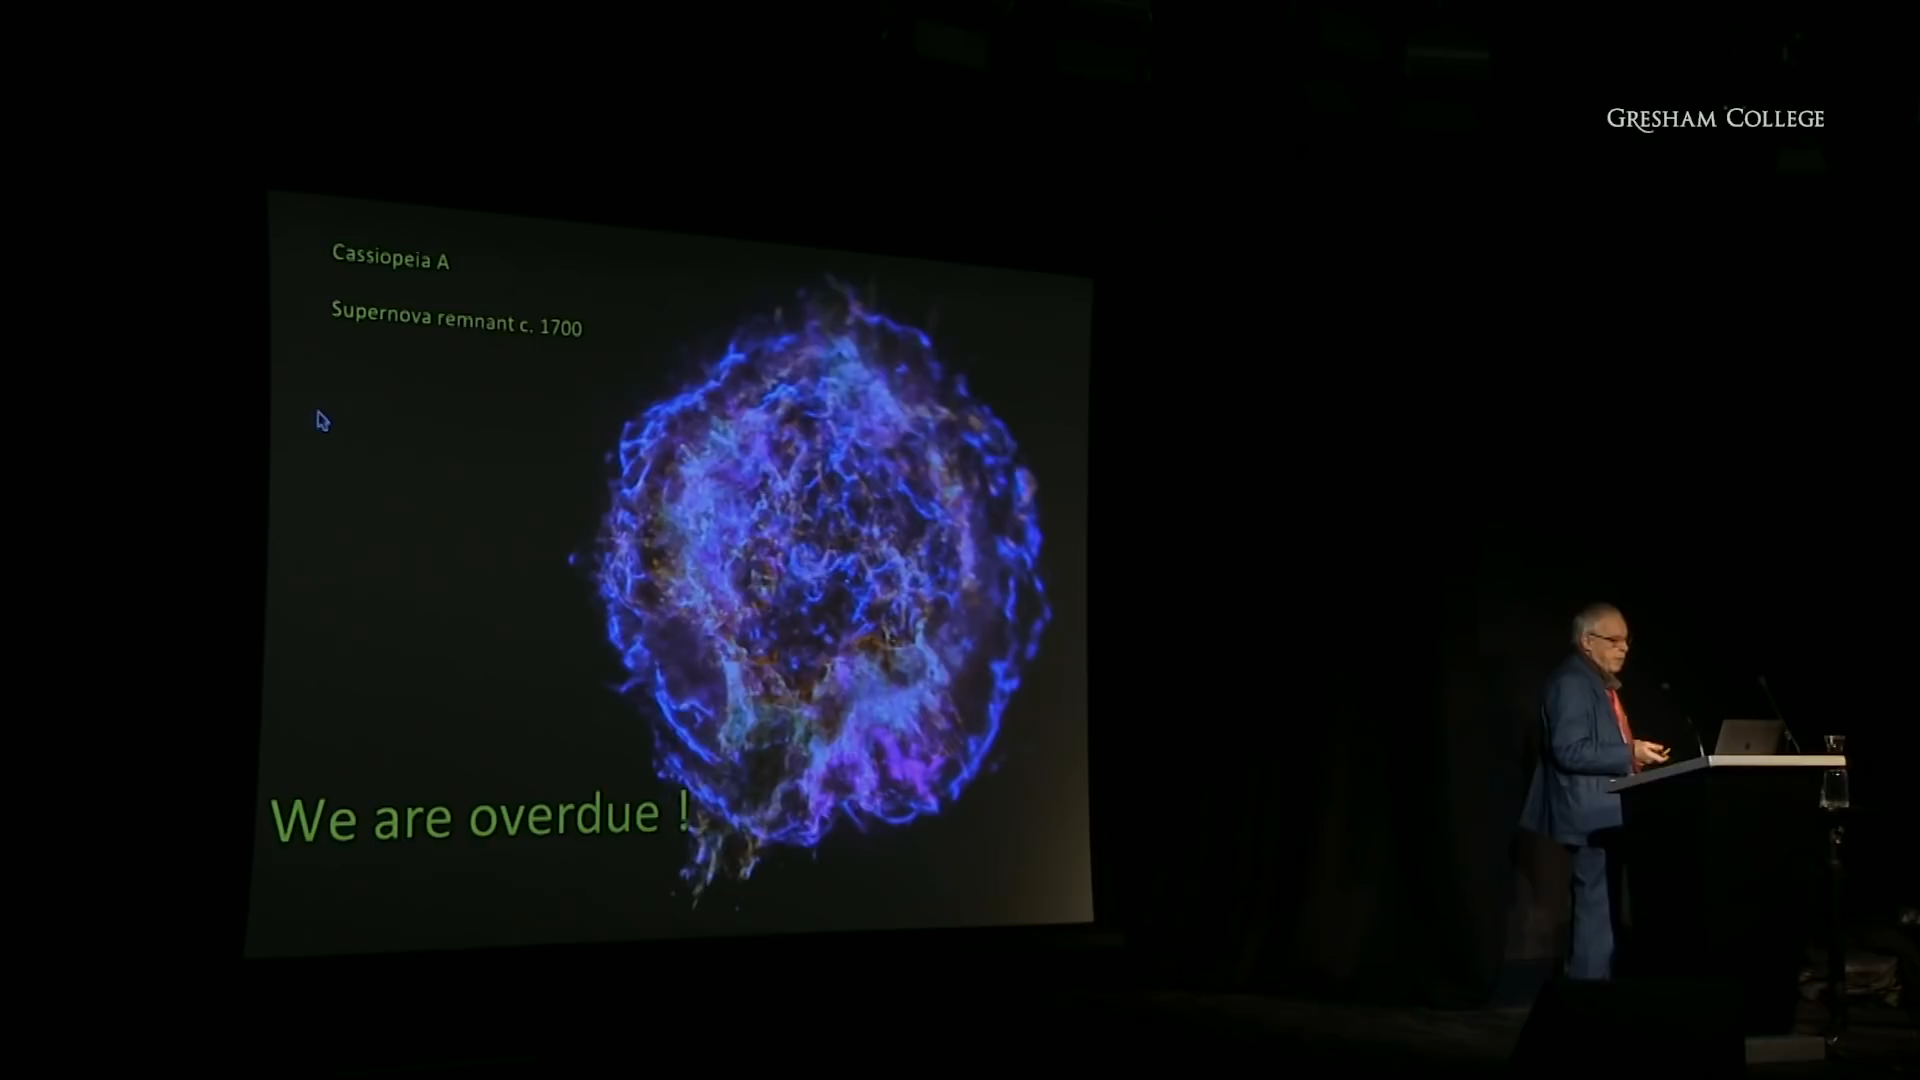 GRESHAM COLLEGE
Cassiopeia A
Supernova remnant c. 1700
We are overdue !